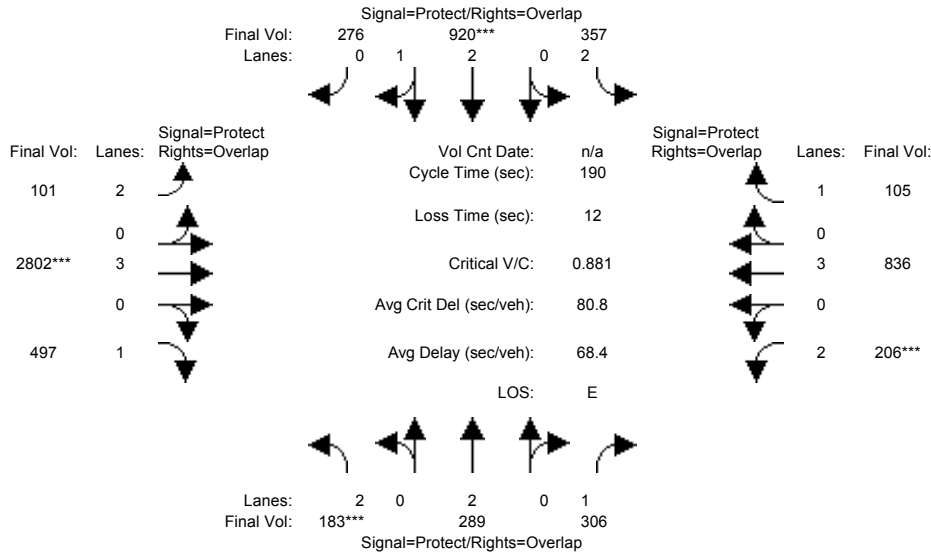 Signal=Protect/Rights=Overlap
Final Vol: 276 920*** 357
Lanes: 0 1 2 0 2
Signal=Protect Signal=Protect
Final Vol: Lanes: Rights=Overlap Vol Cnt Date: n/a Rights=Overlap Lanes: Final Vol:
Cycle Time (sec): 190
101 2 1 105
Loss Time (sec): 12
0 0
2802*** 3 Critical V/C: 0.881 3 836
0 Avg Crit Del (sec/veh): 80.8 0
497 1 Avg Delay (sec/veh): 68.4 2 206***
LOS: E
Lanes: 2 0 2 0 1
Final Vol: 183*** 289 306
Signal=Protect/Rights=Overlap